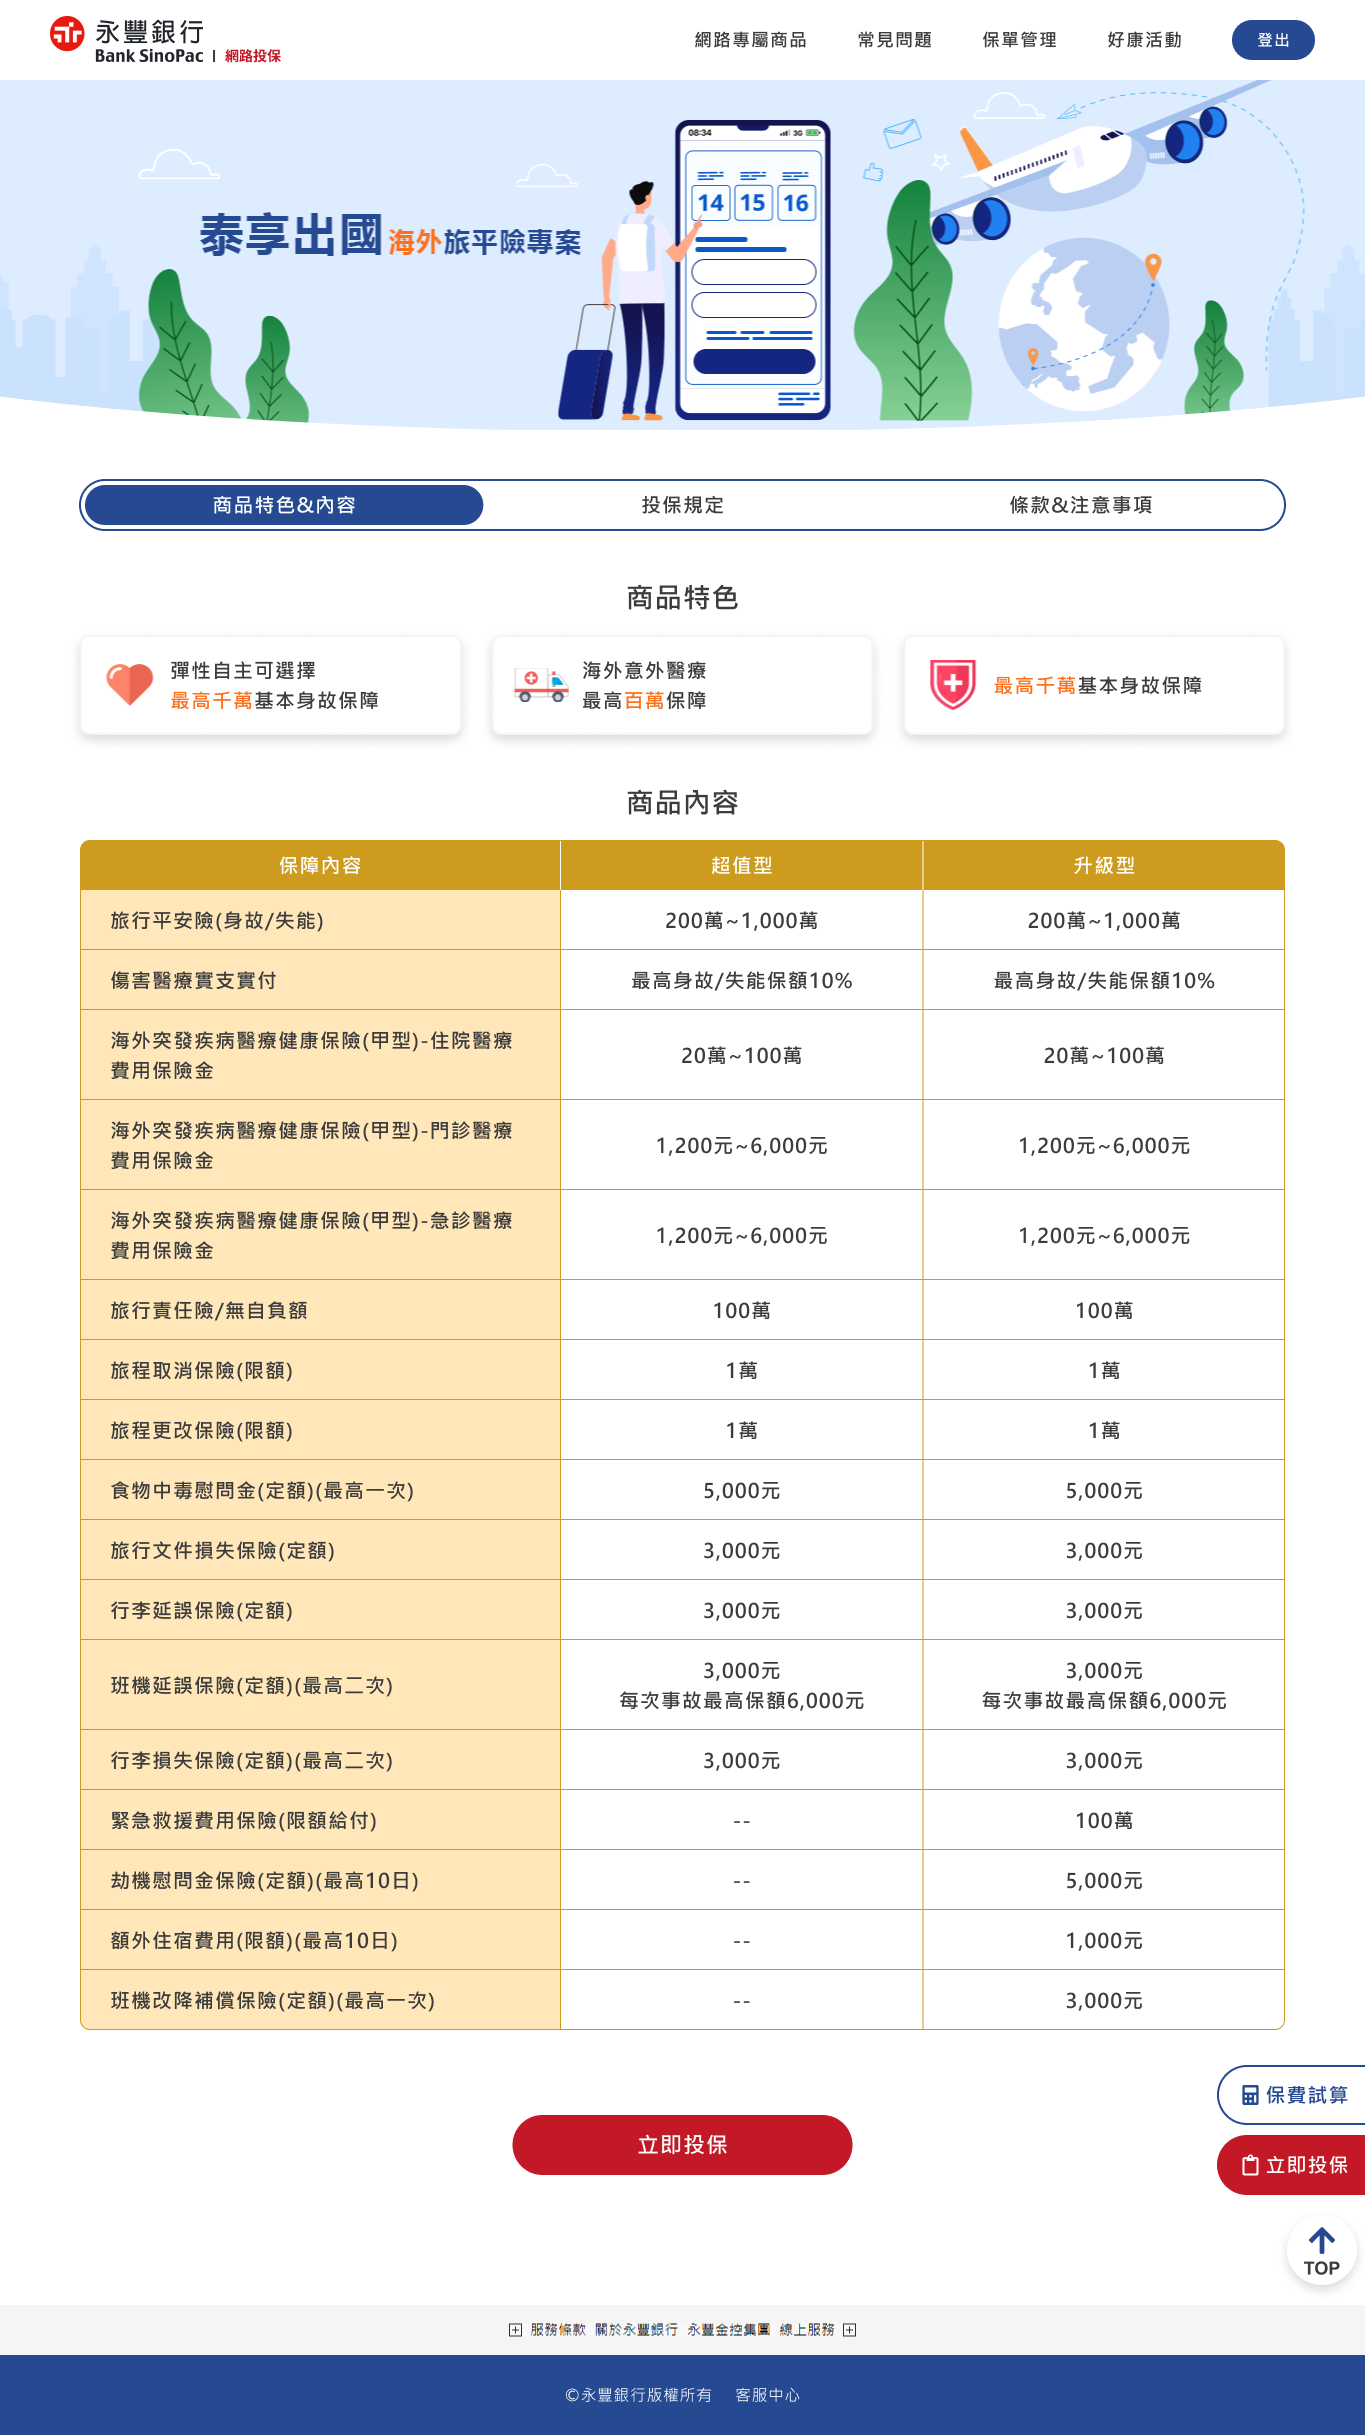 永豐銀行
Bank SinoPac | 網路投保
網路專屬商品 常見問題 保單管理 好康活動 登出
08:34 3G
14 15 16
泰享出國 海外旅平險專案
商品特色&內容 投保規定 條款&注意事項
商品特色
彈性自主可選擇
最高千萬基本身故保障
海外意外醫療
最高百萬保障
最高千萬基本身故保障
商品內容
保障內容 超值型 升級型
旅行平安險(身故/失能) 200萬~1,000萬 200萬~1,000萬
傷害醫療實支實付 最高身故/失能保額10% 最高身故/失能保額10%
海外突發疾病醫療健康保險(甲型)-住院醫療
費用保險金 20萬~100萬 20萬~100萬
海外突發疾病醫療健康保險(甲型)-門診醫療
費用保險金 1,200元~6,000元 1,200元~6,000元
海外突發疾病醫療健康保險(甲型)-急診醫療
費用保險金 1,200元~6,000元 1,200元~6,000元
旅行責任險/無自負額 100萬 100萬
旅程取消保險(限額) 1萬 1萬
旅程更改保險(限額) 1萬 1萬
食物中毒慰問金(定額)(最高一次) 5,000元 5,000元
旅行文件損失保險(定額) 3,000元 3,000元
行李延誤保險(定額) 3,000元 3,000元
班機延誤保險(定額)(最高二次) 3,000元 3,000元
每次事故最高保額6,000元 每次事故最高保額6,000元
行李損失保險(定額)(最高二次) 3,000元 3,000元
緊急救援費用保險(限額給付) -- 100萬
劫機慰問金保險(定額)(最高10日) -- 5,000元
額外住宿費用(限額)(最高10日) -- 1,000元
班機改降補償保險(定額)(最高一次) -- 3,000元
保費試算
立即投保
立即投保
TOP
服務條款 關於永豐銀行 永豐金控集團 線上服務
©永豐銀行版權所有 客服中心